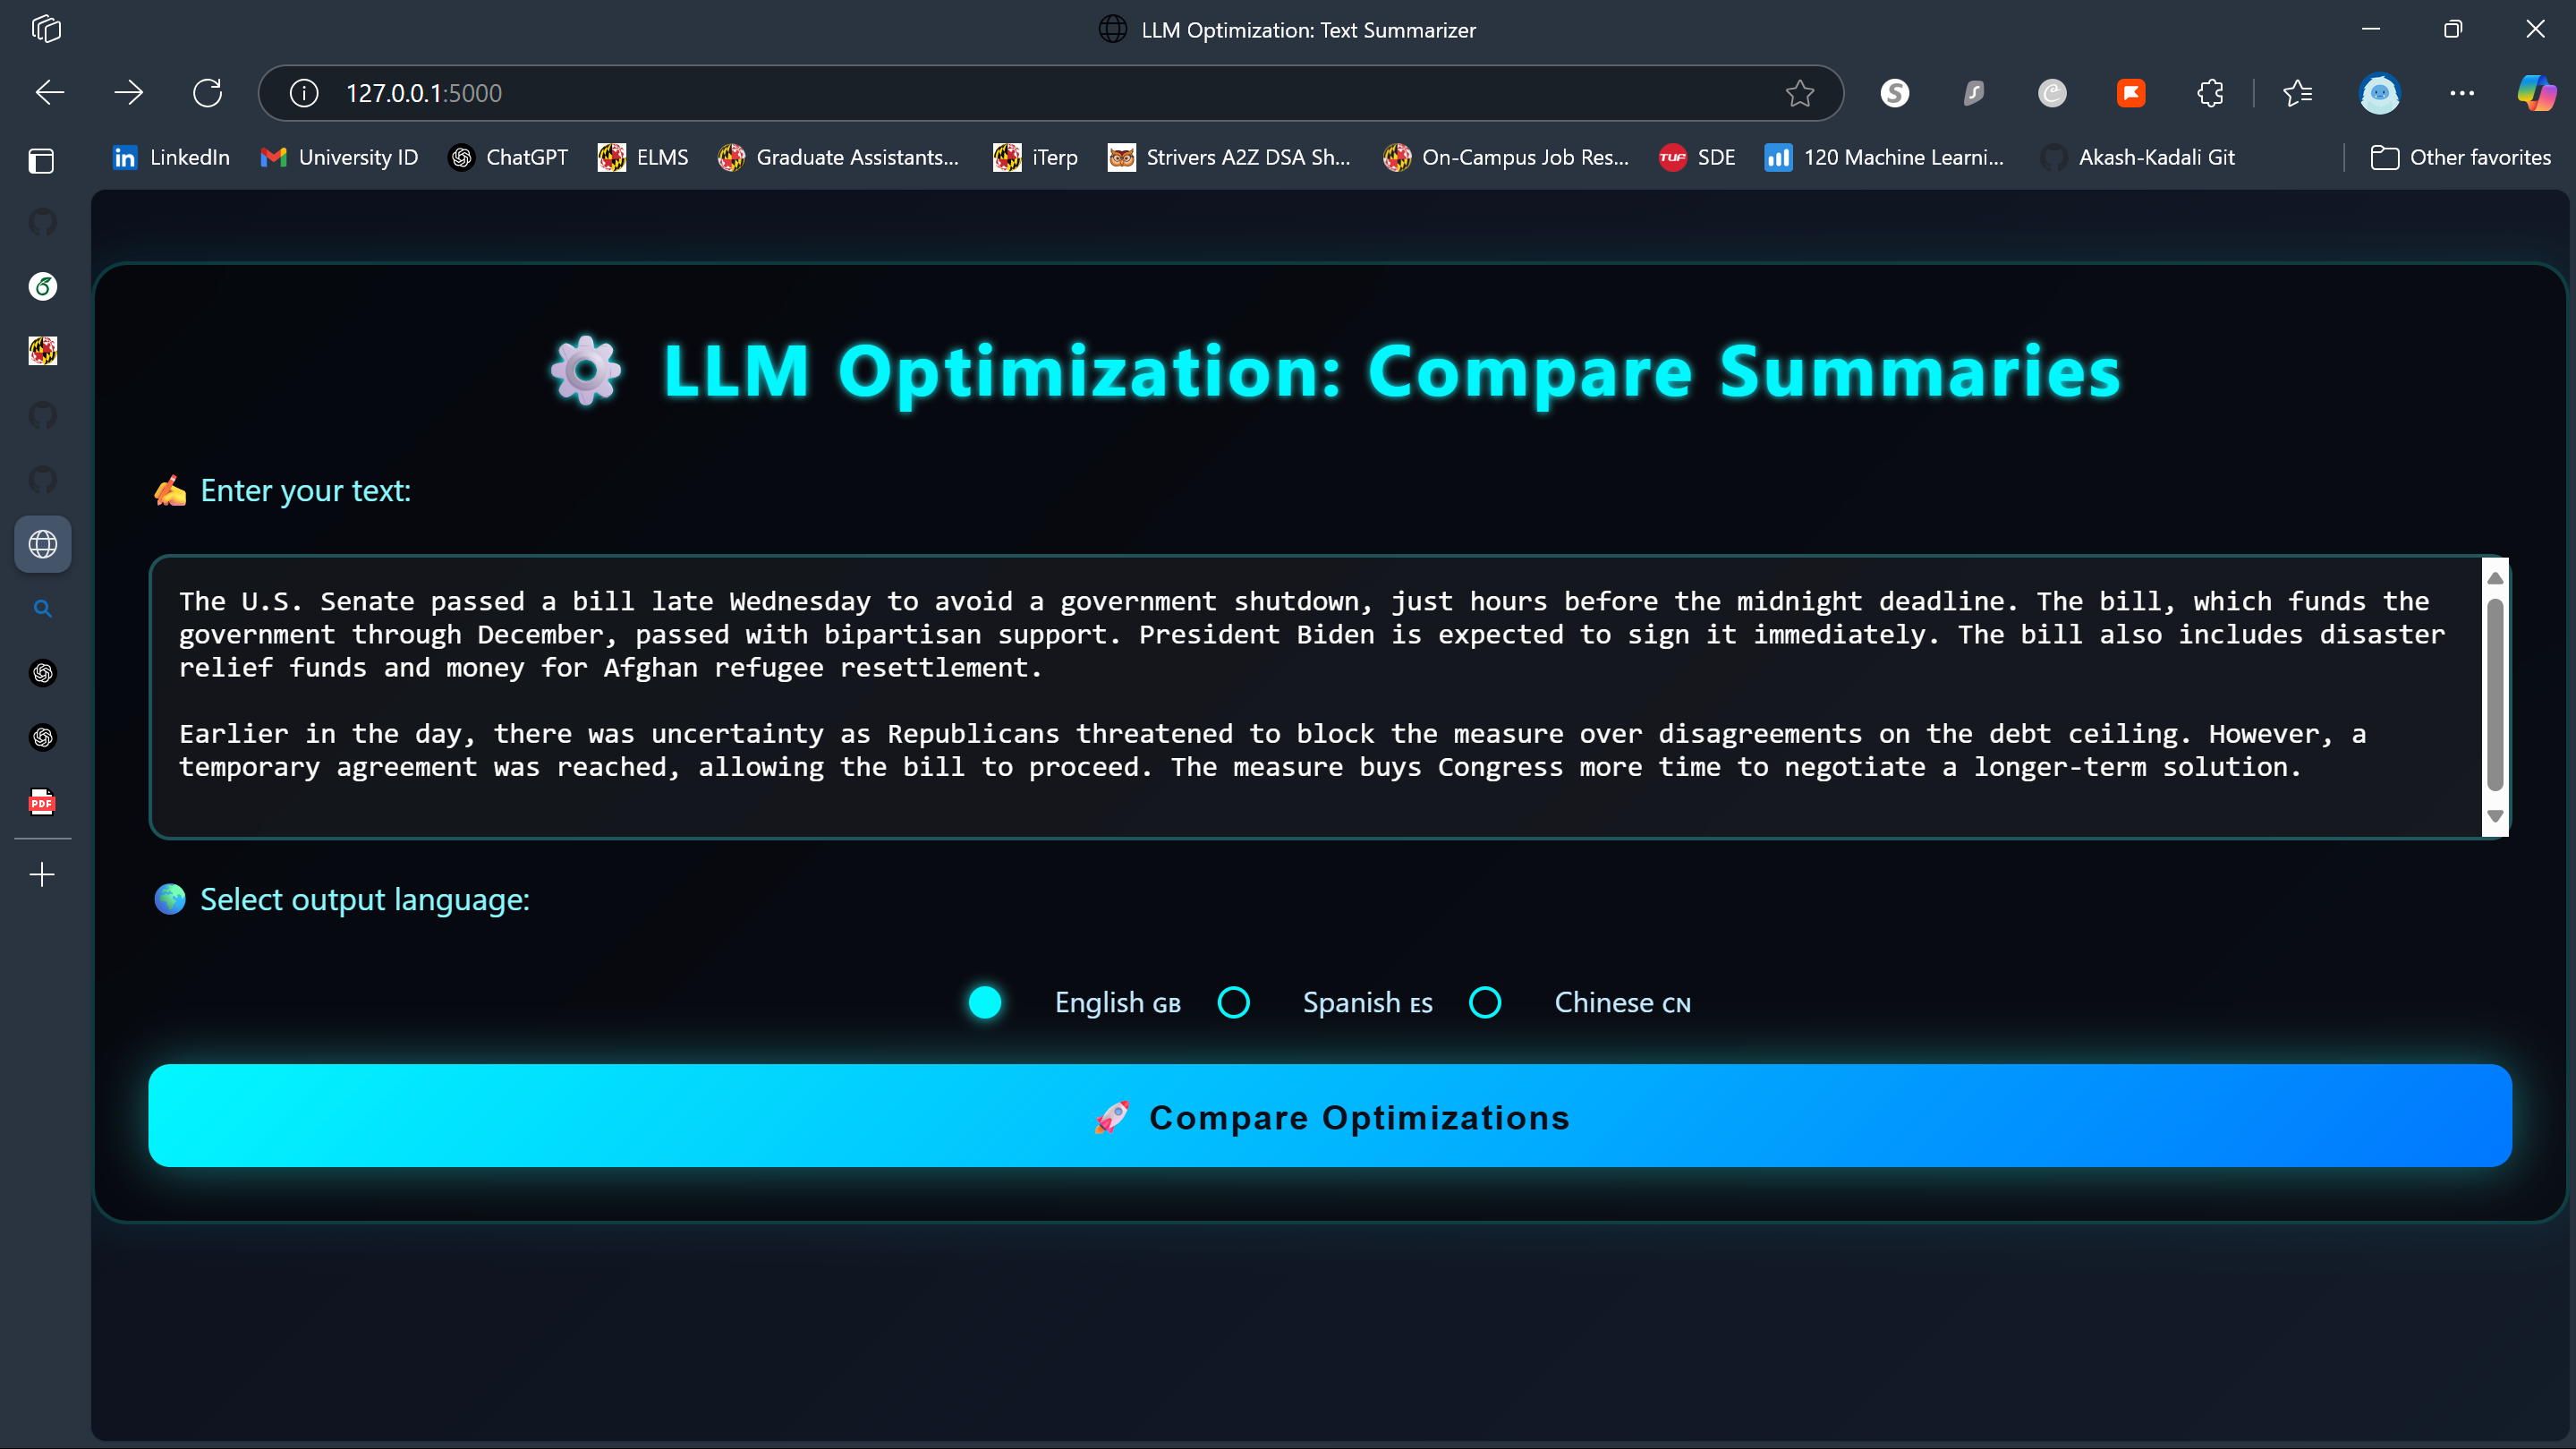 LLM Optimization: Text Summarizer
127.0.0.1:5000
LinkedIn University ID ChatGPT ELMS Graduate Assistants... iTerp Strivers A2Z DSA Sh... On-Campus Job Res... TUF SDE 120 Machine Learni... Akash-Kadali Git Other favorites
LLM Optimization: Compare Summaries
Enter your text:
The U.S. Senate passed a bill late Wednesday to avoid a government shutdown, just hours before the midnight deadline. The bill, which funds the
government through December, passed with bipartisan support. President Biden is expected to sign it immediately. The bill also includes disaster
relief funds and money for Afghan refugee resettlement.
Earlier in the day, there was uncertainty as Republicans threatened to block the measure over disagreements on the debt ceiling. However, a
temporary agreement was reached, allowing the bill to proceed. The measure buys Congress more time to negotiate a longer-term solution.
PDF
Select output language:
English GB Spanish ES Chinese CN
Compare Optimizations